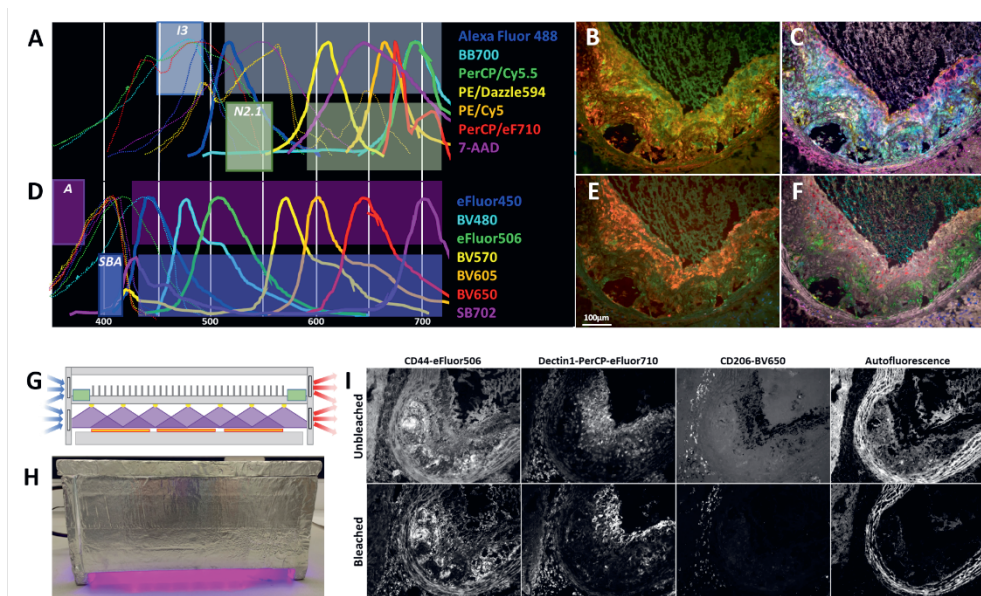 A
I3
N2.1
Alexa Fluor 488
BB700
PerCP/Cy5.5
PE/Dazzle594
PE/Cy5
PerCP/eF710
7-AAD
B
C
D
A
SBA
eFluor450
BV480
eFluor506
BV570
BV605
BV650
SB702
400
500
600
700
E
100µm
F
G
H
I
CD44-eFluor506
Dectin1-PerCP-eFluor710
CD206-BV650
Autofluorescence
Unbleached
Bleached